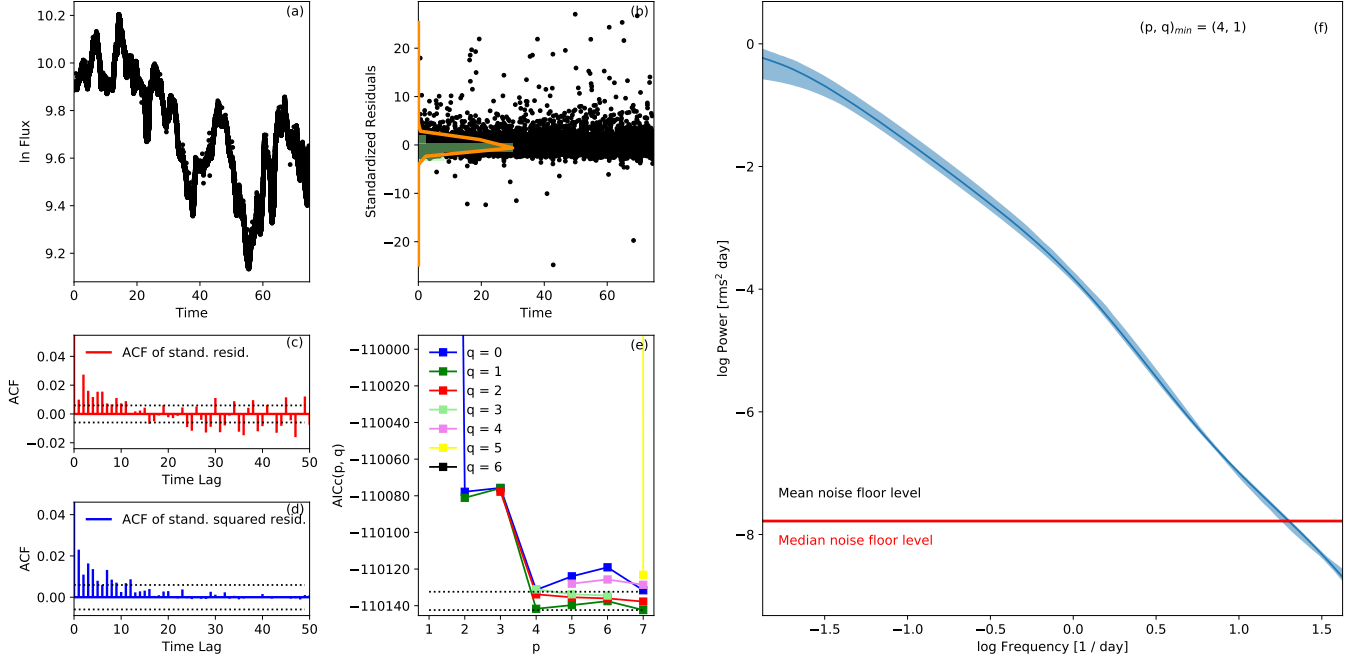 (a)
10.2
10.0
9.8
9.6
9.4
9.2
ln Flux
0
20
40
60
Time
(b)
20
10
0
−10
−20
Standardized Residuals
0
20
40
60
Time
(c)
ACF of stand. resid.
0.04
0.02
0.00
−0.02
ACF
0
10
20
30
40
50
Time Lag
(d)
ACF of stand. squared resid.
0.04
0.02
0.00
ACF
0
10
20
30
40
50
Time Lag
(e)
−110000
−110020
−110040
−110060
−110080
−110100
−110120
−110140
AICc(p, q)
q = 0
q = 1
q = 2
q = 3
q = 4
q = 5
q = 6
1
2
3
4
5
6
7
p
(p, q)min = (4, 1)
(f)
0
−2
−4
−6
−8
log Power [rms² day]
Mean noise floor level
Median noise floor level
−1.5
−1.0
−0.5
0.0
0.5
1.0
1.5
log Frequency [1 / day]